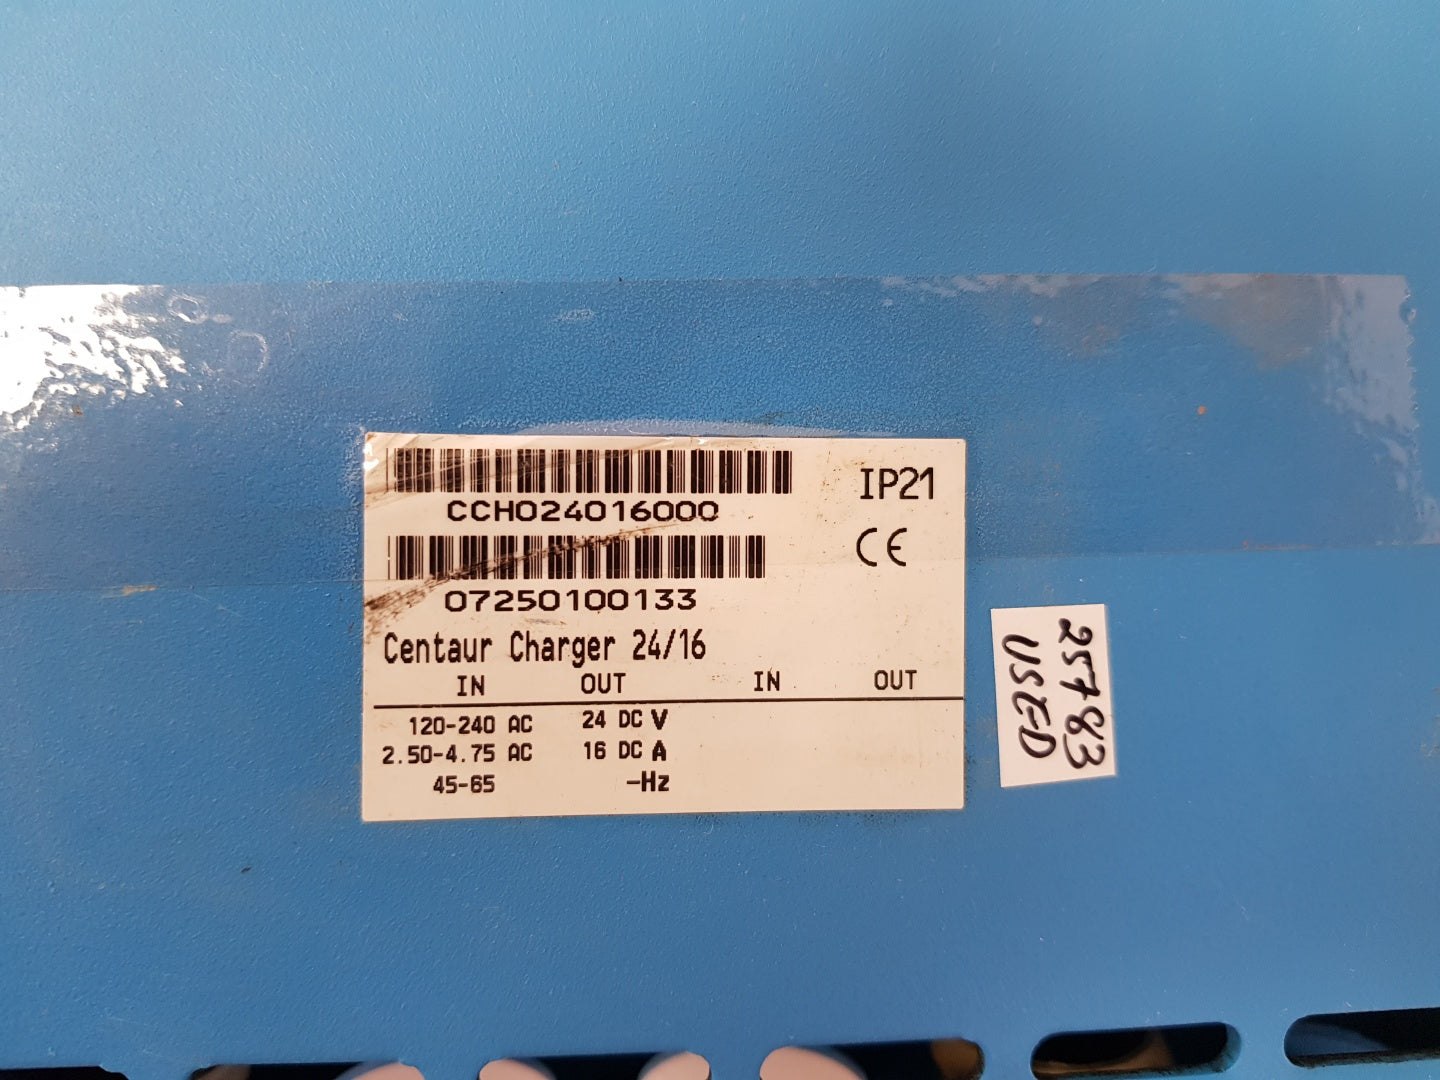 CCH024016000
IP21
CE
07250100133
Centaur Charger 24/16
IN OUT IN OUT
120-240 AC 24 DC V
2.50-4.75 AC 16 DC A
45-65 -Hz
25783
USED